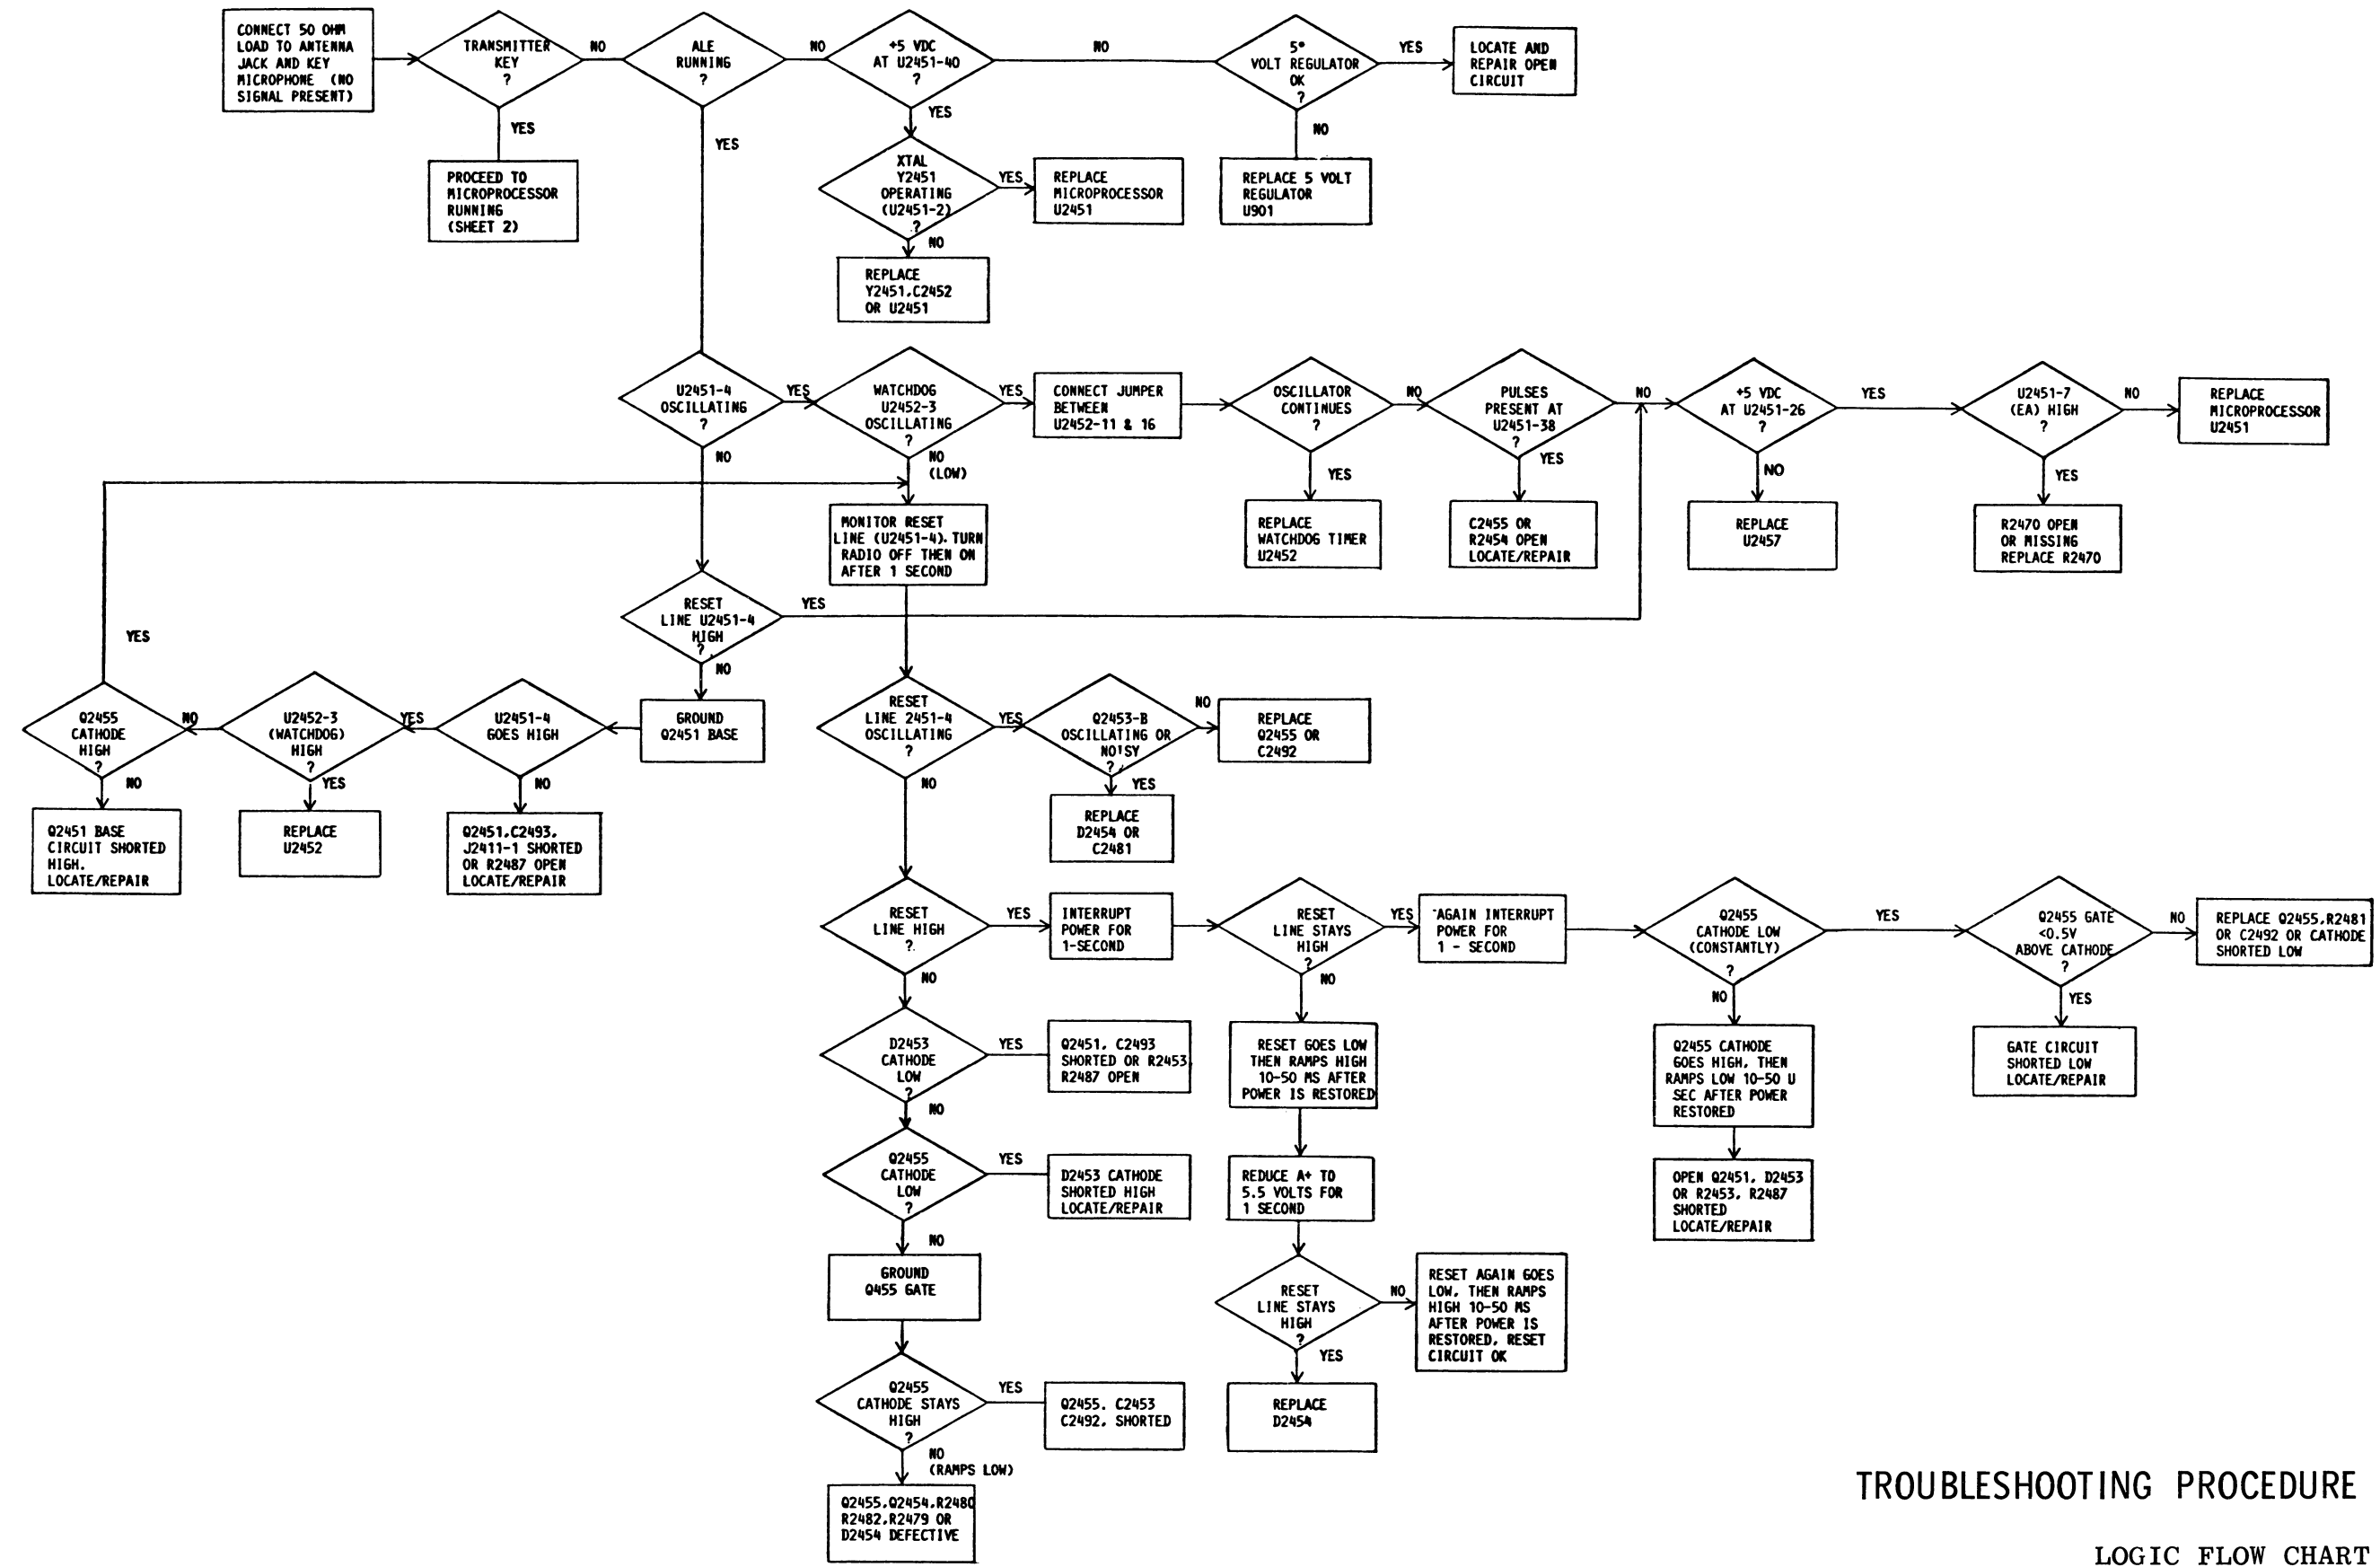 CONNECT 50 OHM
LOAD TO ANTENNA
JACK AND KEY
MICROPHONE (NO
SIGNAL PRESENT)
TRANSMITTER
KEY
?
NO
YES
PROCEED TO
MICROPROCESSOR
RUNNING
(SHEET 2)
ALE
RUNNING
?
NO
YES
+5 VDC
AT U2451-40
?
NO
YES
5*
VOLT REGULATOR
OK
?
YES
NO
LOCATE AND
REPAIR OPEN
CIRCUIT
REPLACE 5 VOLT
REGULATOR
U901
XTAL
Y2451
OPERATING
(U2451-2)
?
YES
NO
REPLACE
MICROPROCESSOR
U2451
REPLACE
Y2451.C2452
OR U2451
U2451-4
OSCILLATING
?
YES
NO
WATCHDOG
U2452-3
OSCILLATING
?
YES
NO
(LOW)
CONNECT JUMPER
BETWEEN
U2452-11 & 16
OSCILLATOR
CONTINUES
?
NO
YES
REPLACE
WATCHDOG TIMER
U2452
PULSES
PRESENT AT
U2451-38
?
NO
YES
C2455 OR
R2454 OPEN
LOCATE/REPAIR
+5 VDC
AT U2451-26
?
YES
NO
REPLACE
U2457
U2451-7
(EA) HIGH
?
NO
YES
REPLACE
MICROPROCESSOR
U2451
R2470 OPEN
OR MISSING
REPLACE R2470
MONITOR RESET
LINE (U2451-4). TURN
RADIO OFF THEN ON
AFTER 1 SECOND
RESET
LINE U2451-4
HIGH
?
YES
NO
GROUND
Q2451 BASE
U2451-4
GOES HIGH
YES
NO
Q2451.C2493.
J2411-1 SHORTED
OR R2487 OPEN
LOCATE/REPAIR
U2452-3
(WATCHDOG)
HIGH
?
NO
YES
REPLACE
U2452
Q2455
CATHODE
HIGH
?
YES
NO
Q2451 BASE
CIRCUIT SHORTED
HIGH.
LOCATE/REPAIR
RESET
LINE 2451-4
OSCILLATING
?
YES
NO
Q2453-B
OSCILLATING OR
NOISY
?
NO
YES
REPLACE
Q2455 OR
C2492
REPLACE
D2454 OR
C2481
RESET
LINE HIGH
?
YES
NO
INTERRUPT
POWER FOR
1-SECOND
RESET
LINE STAYS
HIGH
?
YES
NO
AGAIN INTERRUPT
POWER FOR
1 - SECOND
Q2455
CATHODE LOW
(CONSTANTLY)
?
YES
NO
Q2455 GATE
<0.5V
ABOVE CATHODE
?
NO
YES
REPLACE Q2455.R2481
OR C2492 OR CATHODE
SHORTED LOW
GATE CIRCUIT
SHORTED LOW
LOCATE/REPAIR
Q2455 CATHODE
GOES HIGH, THEN
RAMPS LOW 10-50 U
SEC AFTER POWER
RESTORED
OPEN Q2451, D2453
OR R2453, R2487
SHORTED
LOCATE/REPAIR
RESET GOES LOW
THEN RAMPS HIGH
10-50 MS AFTER
POWER IS RESTORED
REDUCE A+ TO
5.5 VOLTS FOR
1 SECOND
RESET
LINE STAYS
HIGH
?
NO
YES
RESET AGAIN GOES
LOW, THEN RAMPS
HIGH 10-50 MS
AFTER POWER IS
RESTORED, RESET
CIRCUIT OK
REPLACE
D2454
D2453
CATHODE
LOW
?
YES
NO
Q2451, C2493
SHORTED OR R2453,
R2487 OPEN
Q2455
CATHODE
LOW
?
YES
NO
D2453 CATHODE
SHORTED HIGH
LOCATE/REPAIR
GROUND
Q455 GATE
Q2455
CATHODE STAYS
HIGH
?
YES
NO
(RAMPS LOW)
Q2455. C2453
C2492. SHORTED
Q2455.Q2454.R2480
R2482.R2479 OR
D2454 DEFECTIVE
TROUBLESHOOTING PROCEDURE
LOGIC FLOW CHART